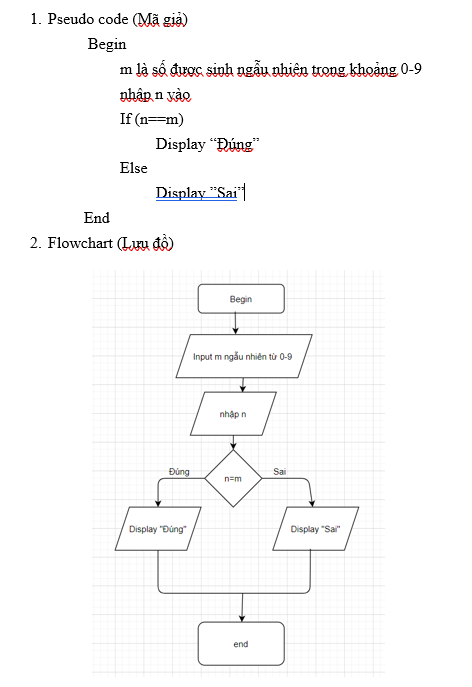 1. Pseudo code (Mã giả)
Begin
m là số được sinh ngẫu nhiên trong khoảng 0-9
nhập n vào
If (n==m)
Display “Đúng”
Else
Display ”Sai”
End
2. Flowchart (Lưu đồ)
Begin
Input m ngẫu nhiên từ 0-9
nhập n
n=m
Đúng
Sai
Display "Đúng"
Display "Sai"
end